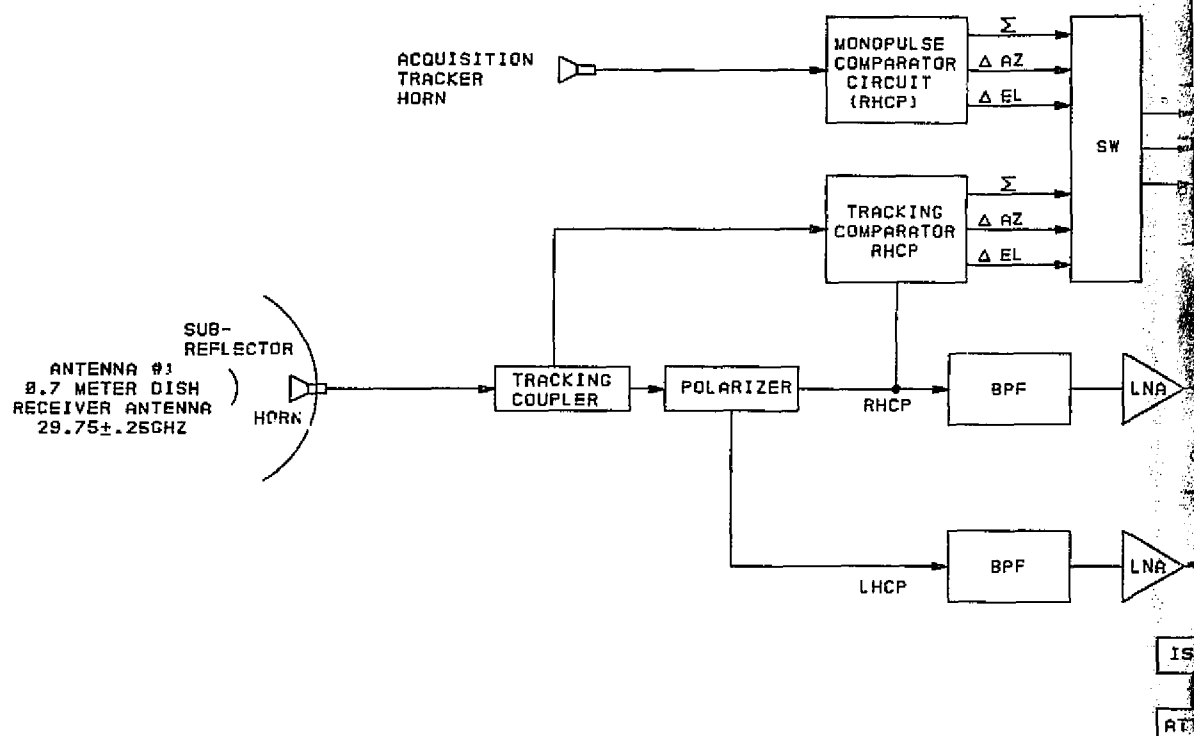 ACQUISITION
TRACKER
HORN
MONOPULSE
COMPARATOR
CIRCUIT
(RHCP)
Σ
Δ AZ
Δ EL
SW
TRACKING
COMPARATOR
RHCP
Σ
Δ AZ
Δ EL
SUB-
REFLECTOR
ANTENNA #1
0.7 METER DISH
RECEIVER ANTENNA
29.75±.25GHZ
HORN
TRACKING
COUPLER
POLARIZER
RHCP
BPF
LNA
LHCP
BPF
LNA
IS
AT